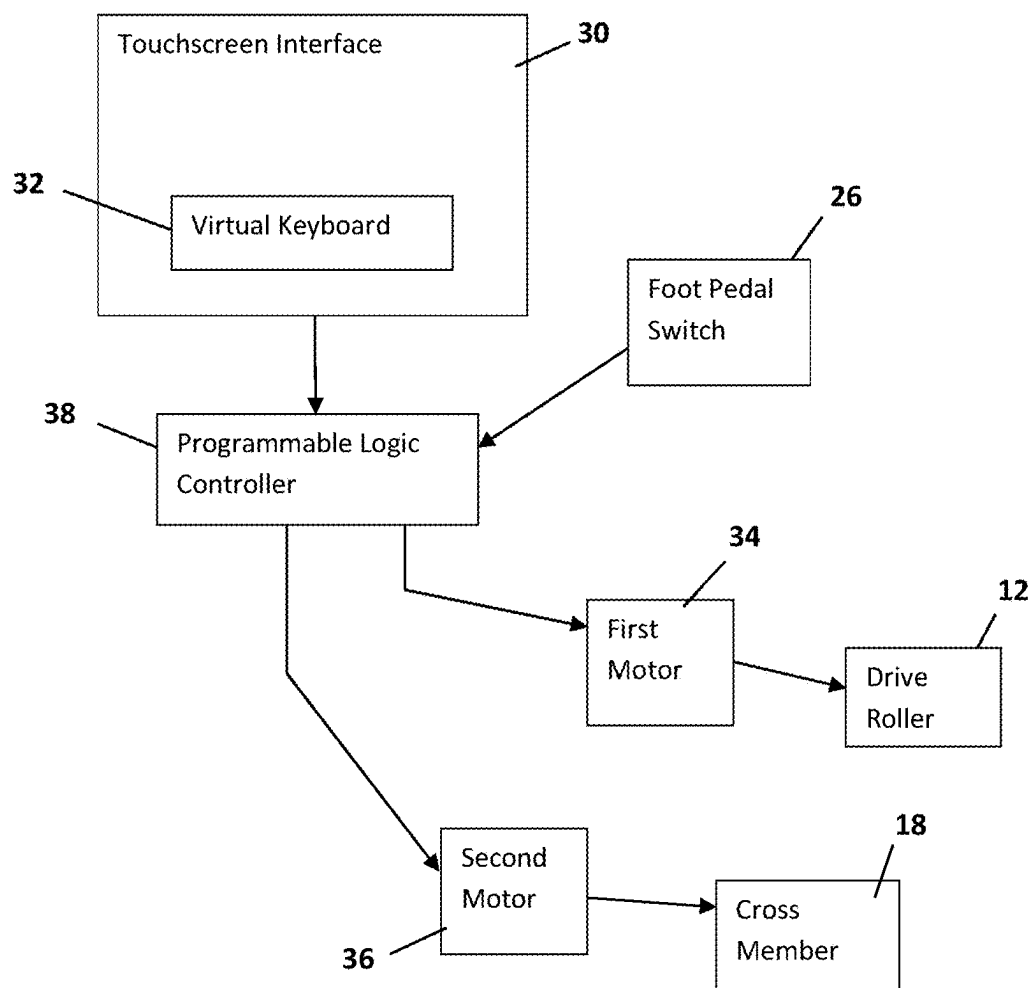 Touchscreen Interface
30
32
Virtual Keyboard
26
Foot Pedal
Switch
38
Programmable Logic
Controller
34
First
Motor
12
Drive
Roller
Second
Motor
36
18
Cross
Member